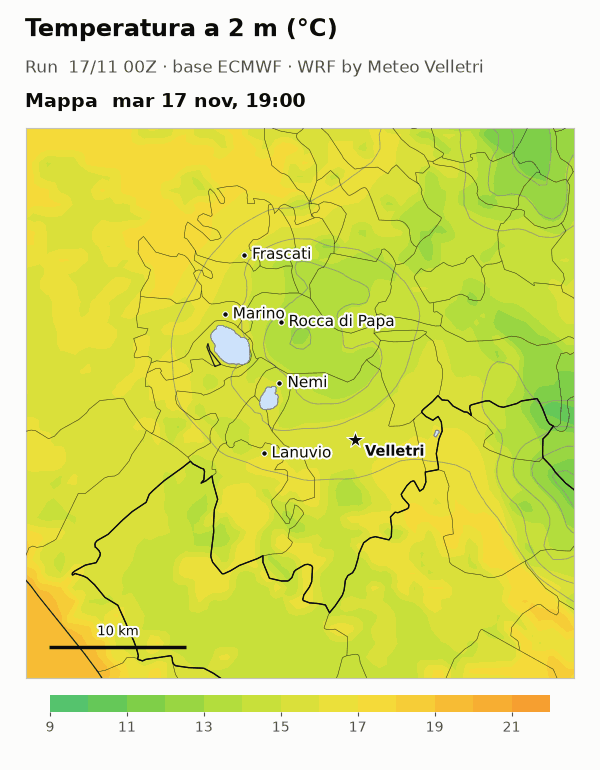 Temperatura a 2 m (°C)
Run  17/11 00Z · base ECMWF · WRF by Meteo Velletri
Mappa  mar 17 nov, 19:00
Frascati
Marino
Rocca di Papa
Nemi
Velletri
Lanuvio
10 km
9 11 13 15 17 19 21